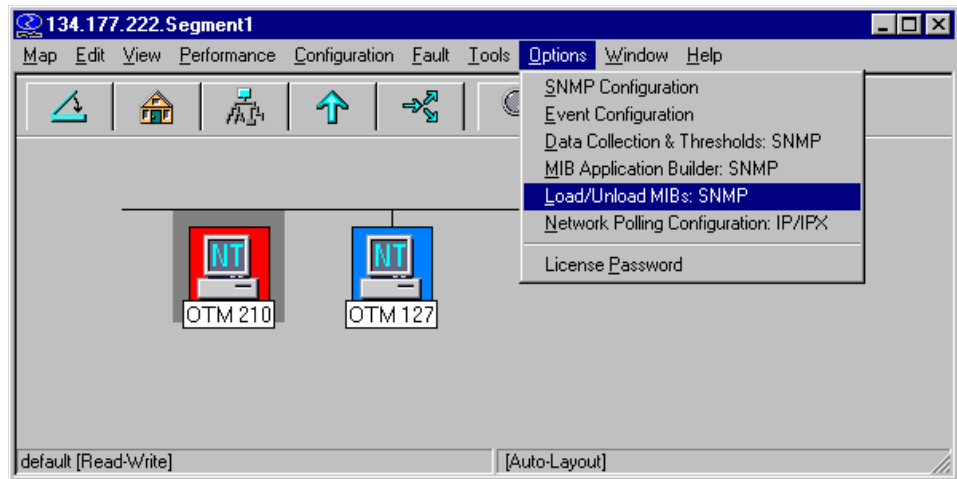 134.177.222.Segment1
Map Edit View Performance Configuration Fault Tools Options Window Help
SNMP Configuration
Event Configuration
Data Collection & Thresholds: SNMP
MIB Application Builder: SNMP
Load/Unload MIBs: SNMP
Network Polling Configuration: IP/IPX
License Password
NT NT
OTM 210 OTM 127
default [Read-Write] [Auto-Layout]